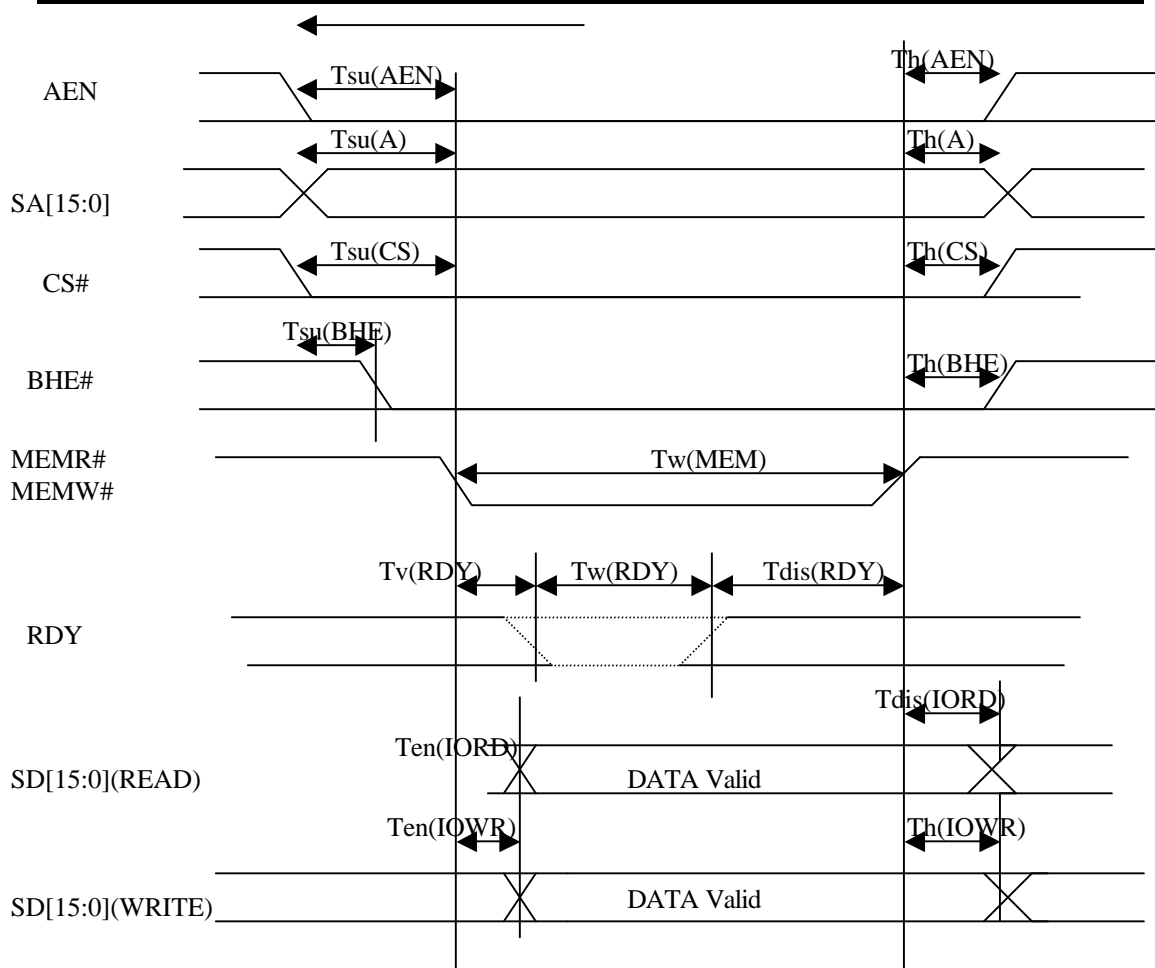 Th(AEN)
Tsu(AEN)
AEN
Tsu(A)
Th(A)
SA[15:0]
Tsu(CS)
Th(CS)
CS#
Tsu(BHE)
Th(BHE)
BHE#
MEMR#
Tw(MEM)
MEMW#
Tv(RDY)
Tw(RDY)
Tdis(RDY)
RDY
Tdis(IORD)
Ten(IORD)
SD[15:0](READ)
DATA Valid
Ten(IOWR)
Th(IOWR)
SD[15:0](WRITE)
DATA Valid